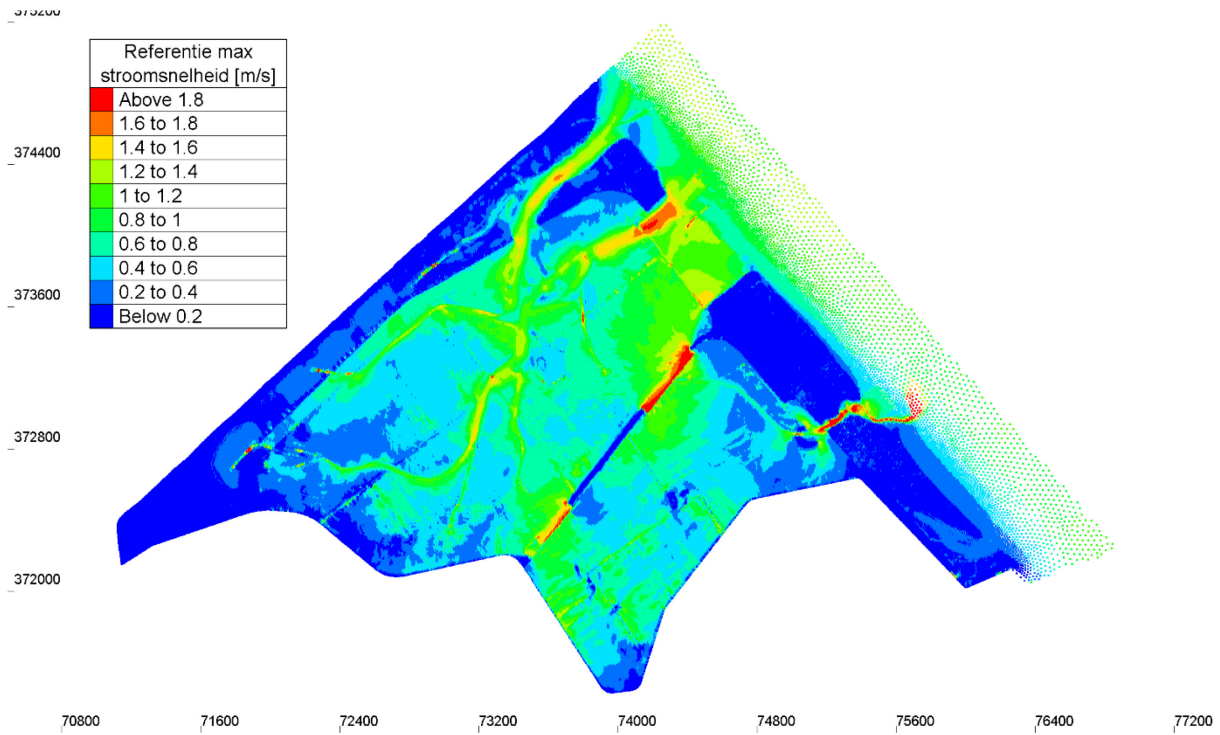 375200
Referentie max
stroomsnelheid [m/s]
Above 1.8
1.6 to 1.8
1.4 to 1.6
1.2 to 1.4
1 to 1.2
0.8 to 1
0.6 to 0.8
0.4 to 0.6
0.2 to 0.4
Below 0.2
374400
373600
372800
372000
70800 71600 72400 73200 74000 74800 75600 76400 77200